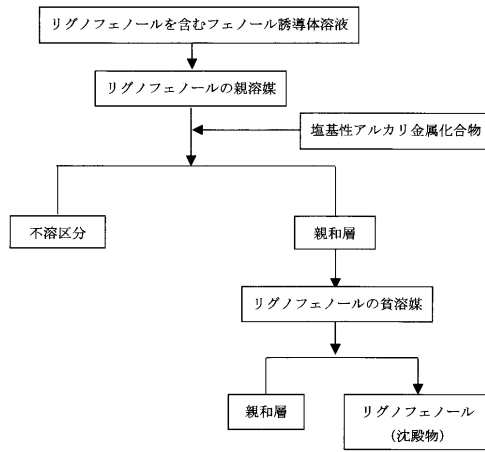 リグノフェノールを含むフェノール誘導体溶液
リグノフェノールの親溶媒
塩基性アルカリ金属化合物
不溶区分
親和層
リグノフェノールの貧溶媒
親和層
リグノフェノール
（沈殿物）